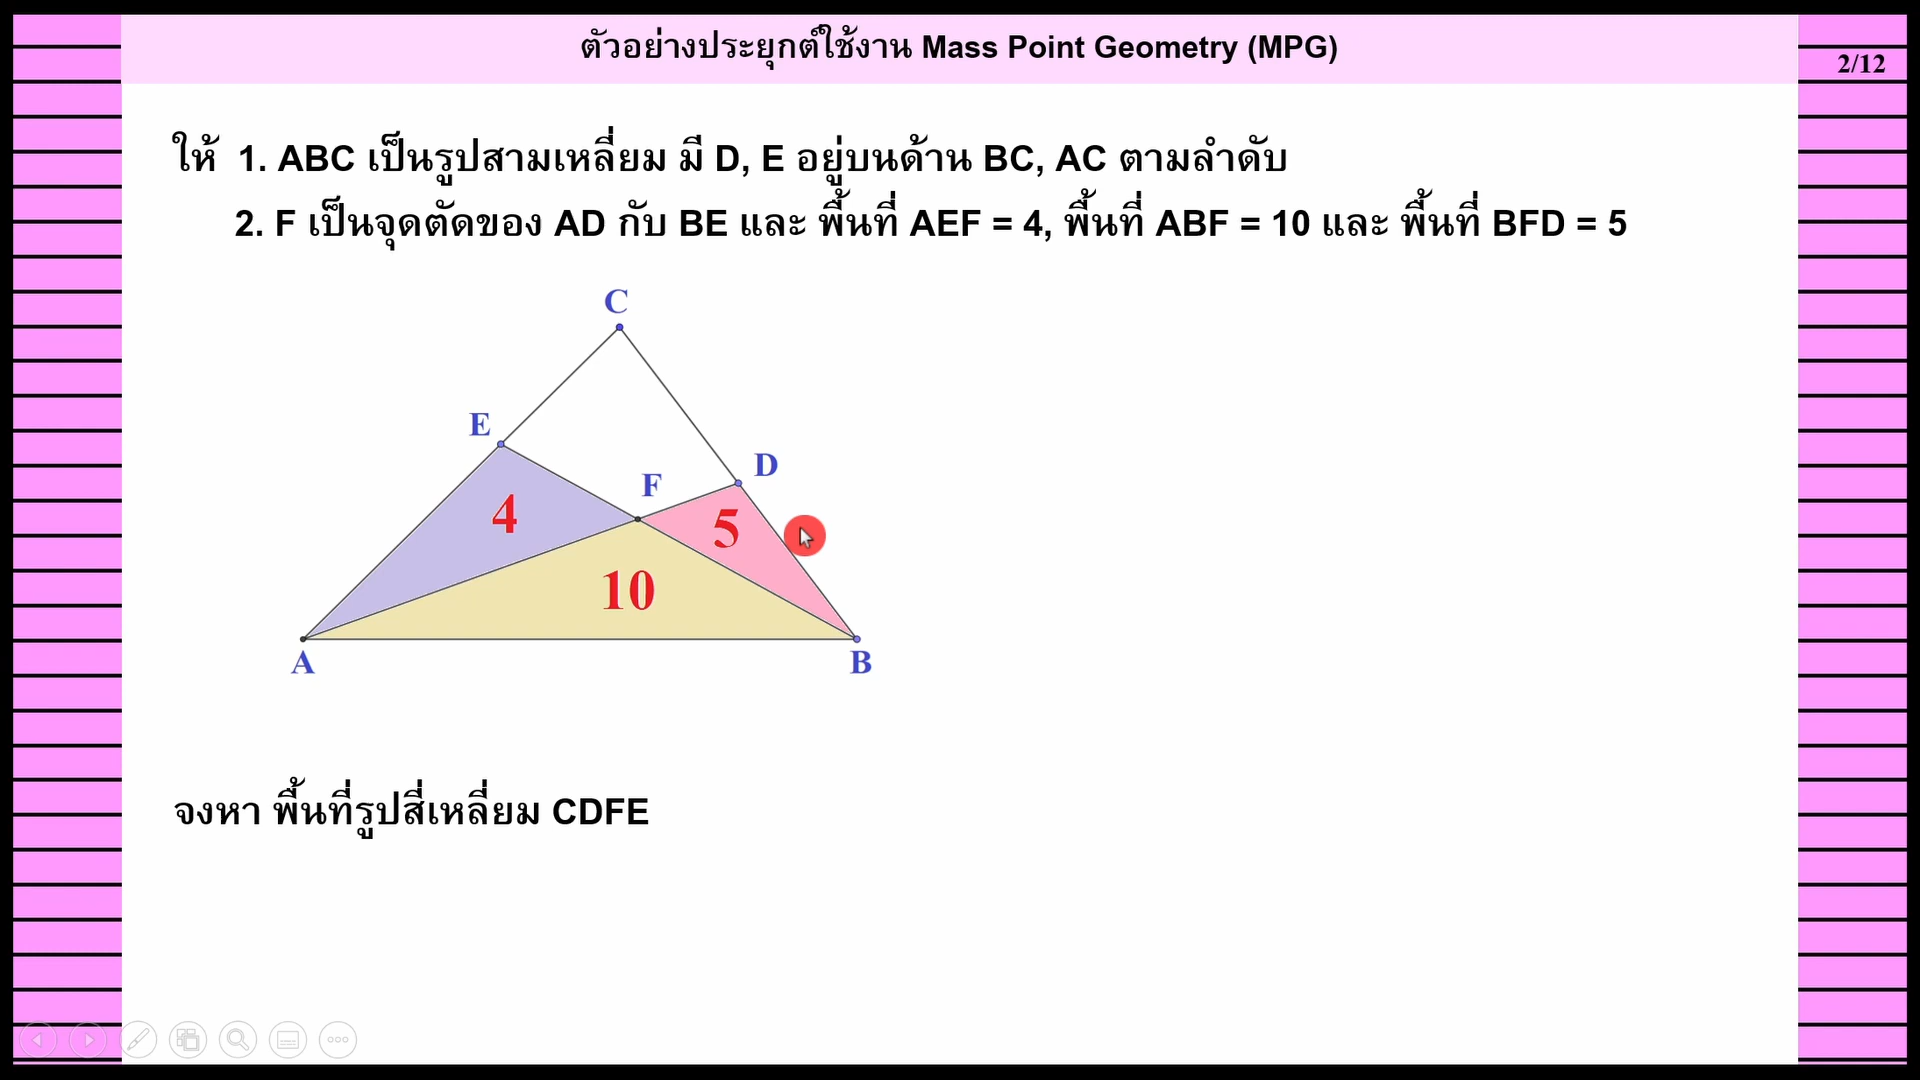 ตัวอย่างประยุกต์ใช้งาน Mass Point Geometry (MPG)
2/12
ให้ 1. ABC เป็นรูปสามเหลี่ยม มี D, E อยู่บนด้าน BC, AC ตามลำดับ
2. F เป็นจุดตัดของ AD กับ BE และ พื้นที่ AEF = 4, พื้นที่ ABF = 10 และ พื้นที่ BFD = 5
C
E
D
F
4
5
10
A
B
จงหา พื้นที่รูปสี่เหลี่ยม CDFE